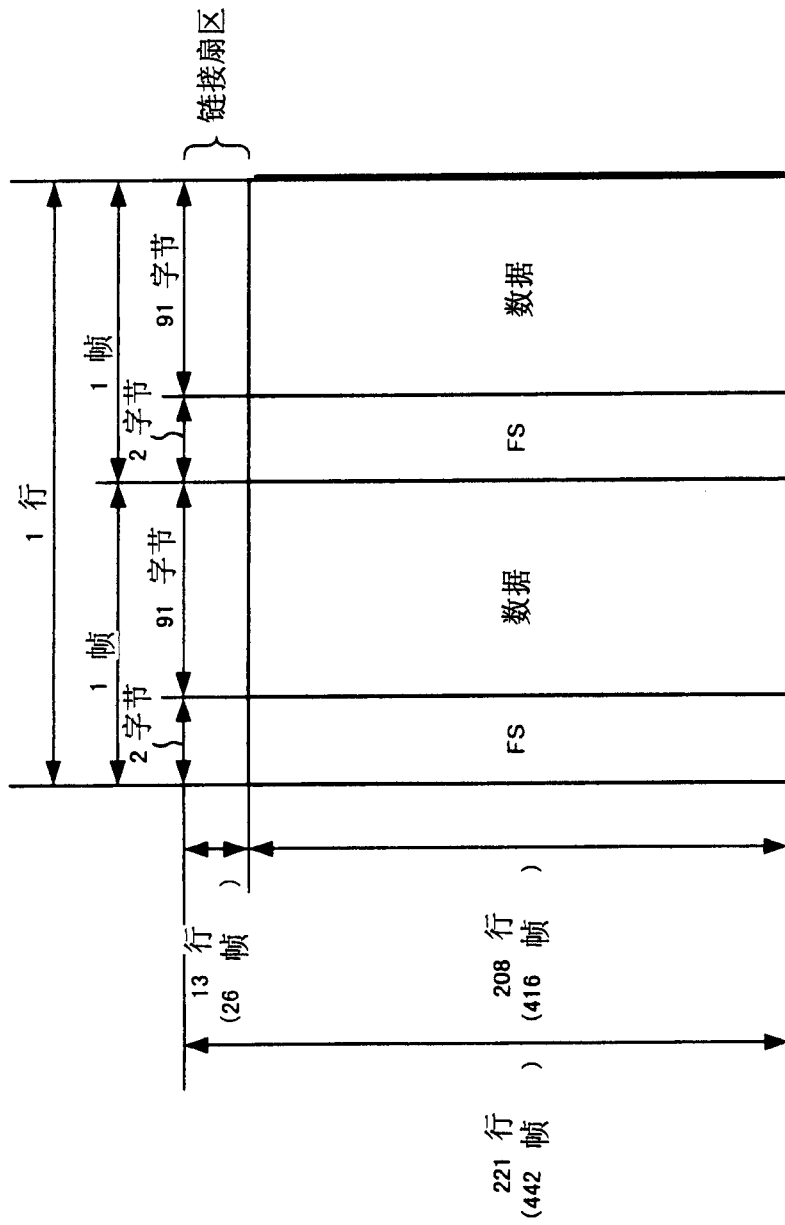 1 行
1 帧
1 帧
2 字节
91 字节
2 字节
91 字节
链接扇区
13 行
(26 帧)
FS
数据
FS
数据
208 行
(416 帧)
221 行
(442 帧)